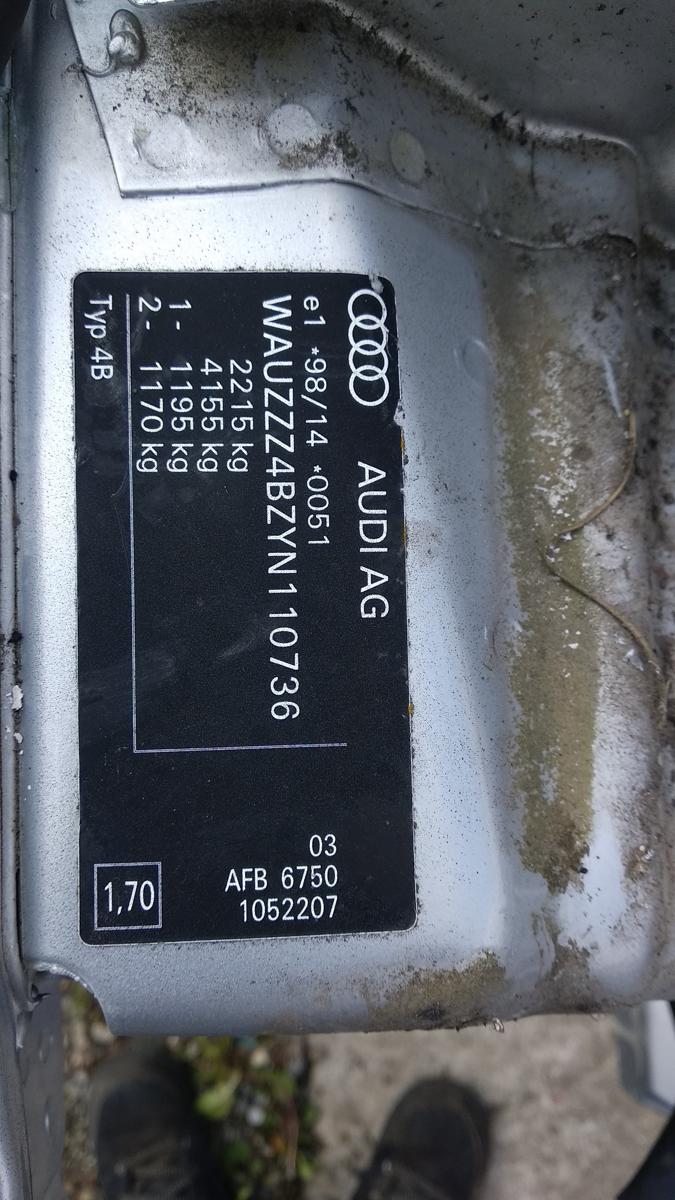 AUDI AG
e1 *98/14 *0051
WAUZZZ4BZYN110736
2215 kg
4155 kg
1 - 1195 kg
2 - 1170 kg
Typ 4B
03
AFB 6750
1052207
1,70